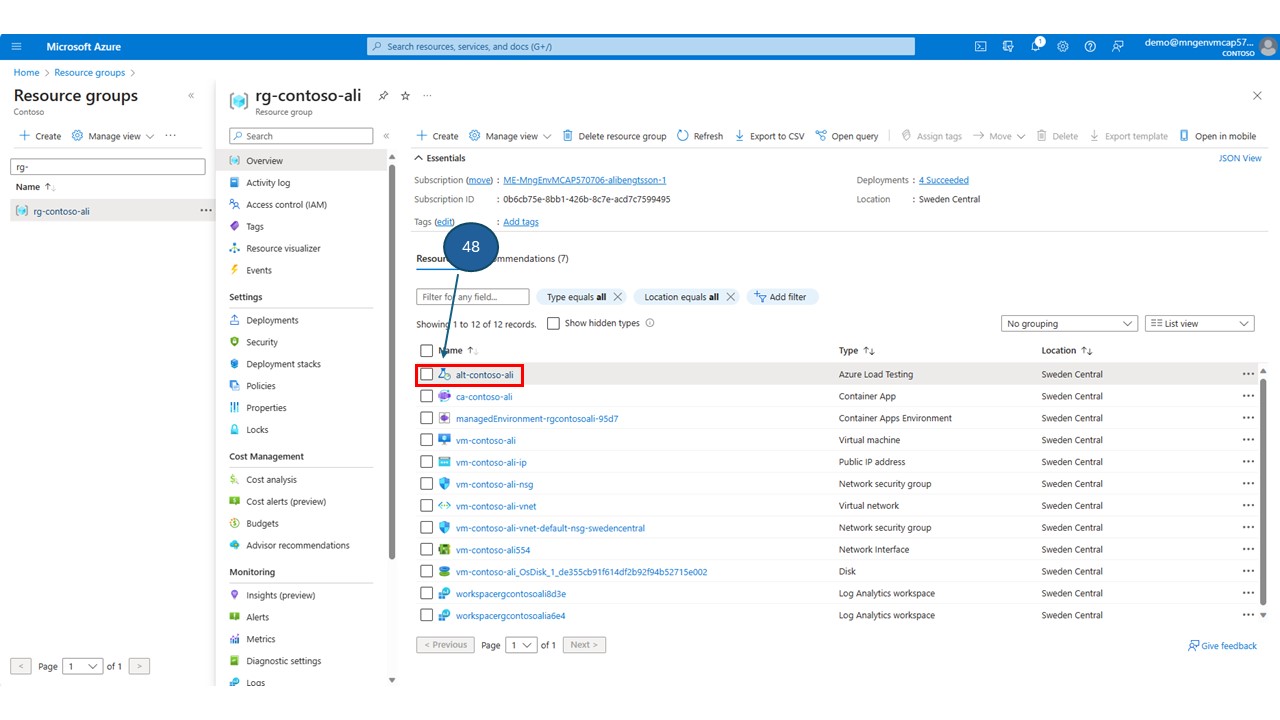 Microsoft Azure
Search resources, services, and docs (G+/)
1
demo@mngenvmcap57...
CONTOSO
Home > Resource groups >
Resource groups
Contoso
Create Manage view
rg-
Name
rg-contoso-ali
Page 1 of 1
rg-contoso-ali
Resource group
Search
Overview
Activity log
Access control (IAM)
Tags
Resource visualizer
Events
Settings
Deployments
Security
Deployment stacks
Policies
Properties
Locks
Cost Management
Cost analysis
Cost alerts (preview)
Budgets
Advisor recommendations
Monitoring
Insights (preview)
Alerts
Metrics
Diagnostic settings
Logs
Create Manage view Delete resource group Refresh Export to CSV Open query Assign tags Move Delete Export template Open in mobile
Essentials JSON View
Subscription (move) : ME-MngEnvMCAP570706-alibengtsson-1 Deployments : 4 Succeeded
Subscription ID : 0b6cb75e-8bb1-426b-8c7e-acd7c7599495 Location : Sweden Central
Tags (edit) : Add tags
48
(7)
Filter for any field... Type equals all Location equals all Add filter
Showing 1 to 12 of 12 records. Show hidden types No grouping List view
Name Type Location
alt-contoso-ali Azure Load Testing Sweden Central
ca-contoso-ali Container App Sweden Central
managedEnvironment-rgcontosoali-95d7 Container Apps Environment Sweden Central
vm-contoso-ali Virtual machine Sweden Central
vm-contoso-ali-ip Public IP address Sweden Central
vm-contoso-ali-nsg Network security group Sweden Central
vm-contoso-ali-vnet Virtual network Sweden Central
vm-contoso-ali-vnet-default-nsg-swedencentral Network security group Sweden Central
vm-contoso-ali554 Network Interface Sweden Central
vm-contoso-ali_OsDisk_1_de355cb91f614df2b92f94b52715e002 Disk Sweden Central
workspacergcontosoali8d3e Log Analytics workspace Sweden Central
workspacergcontosoalia6e4 Log Analytics workspace Sweden Central
< Previous Page 1 of 1 Next > Give feedback